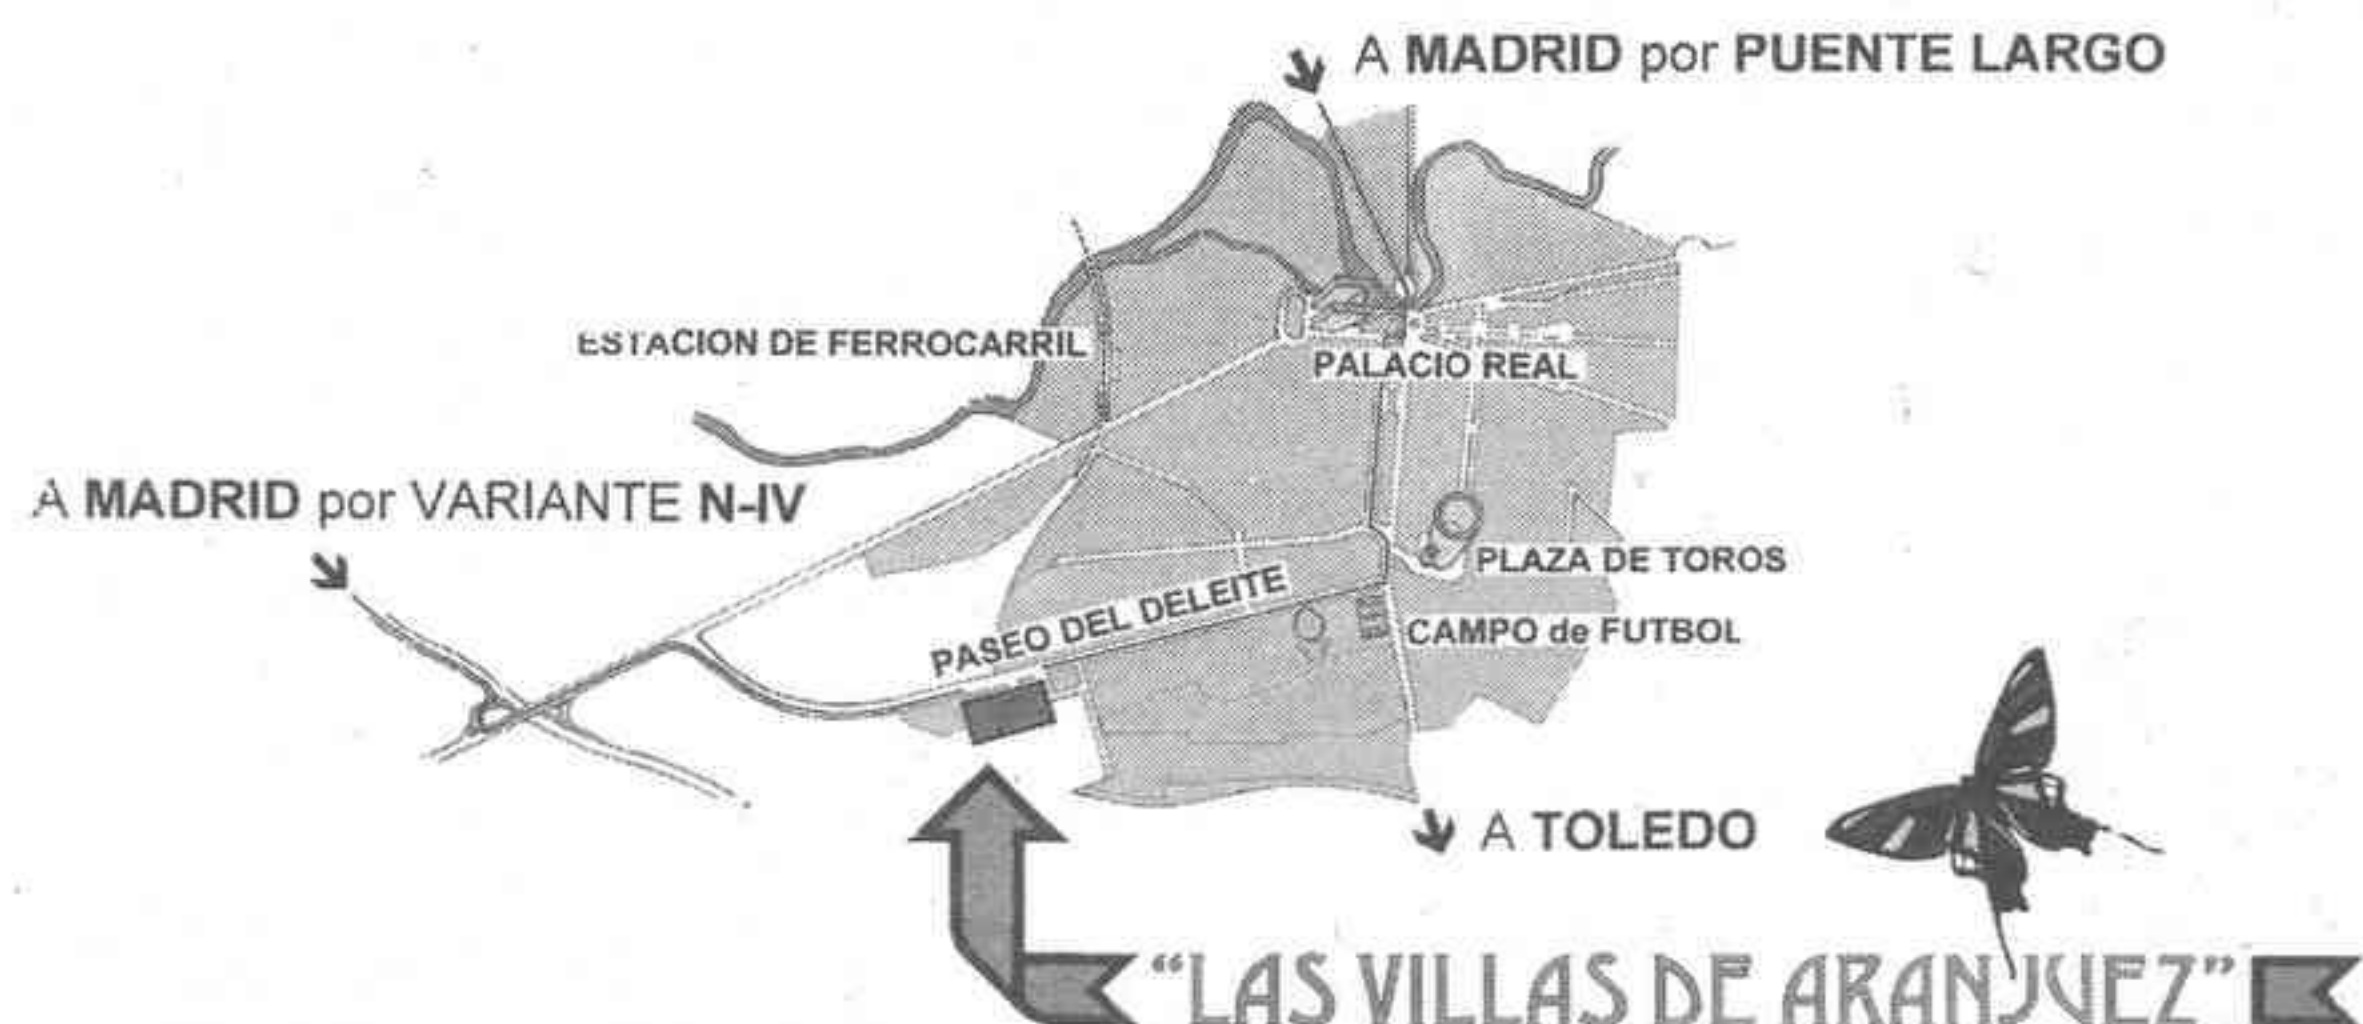 A MADRID por PUENTE LARGO
ESTACION DE FERROCARRIL
PALACIO REAL
A MADRID por VARIANTE N-IV
PLAZA DE TOROS
PASEO DEL DELEITE
CAMPO de FUTBOL
A TOLEDO
“LAS VILLAS DE ARANJUEZ”